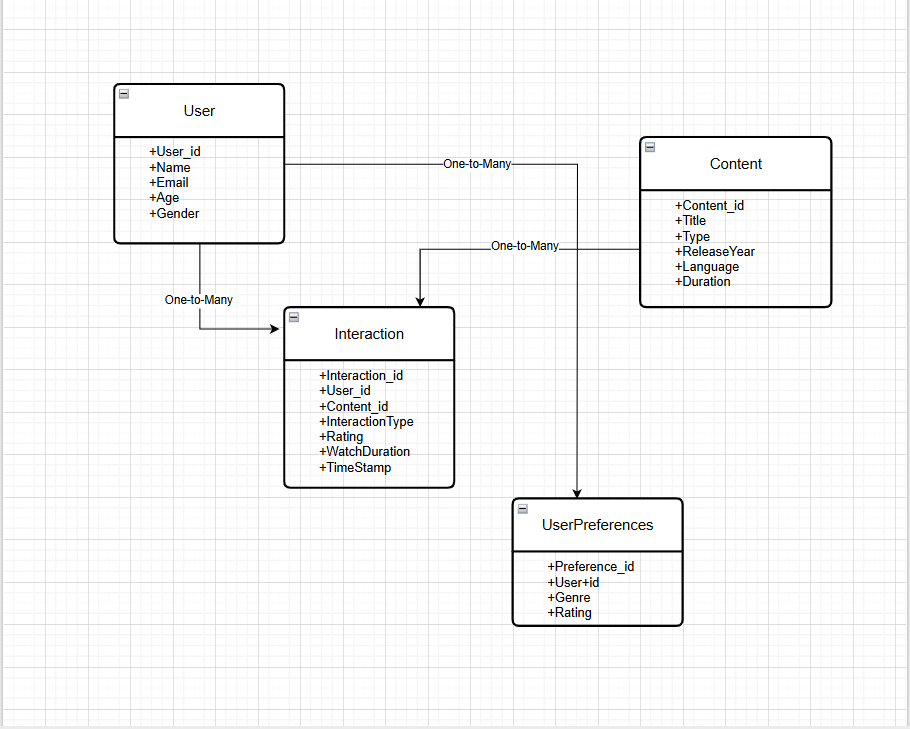 User
+User_id
+Name
+Email
+Age
+Gender
One-to-Many
Content
+Content_id
+Title
+Type
+ReleaseYear
+Language
+Duration
One-to-Many
One-to-Many
Interaction
+Interaction_id
+User_id
+Content_id
+InteractionType
+Rating
+WatchDuration
+TimeStamp
UserPreferences
+Preference_id
+User+id
+Genre
+Rating